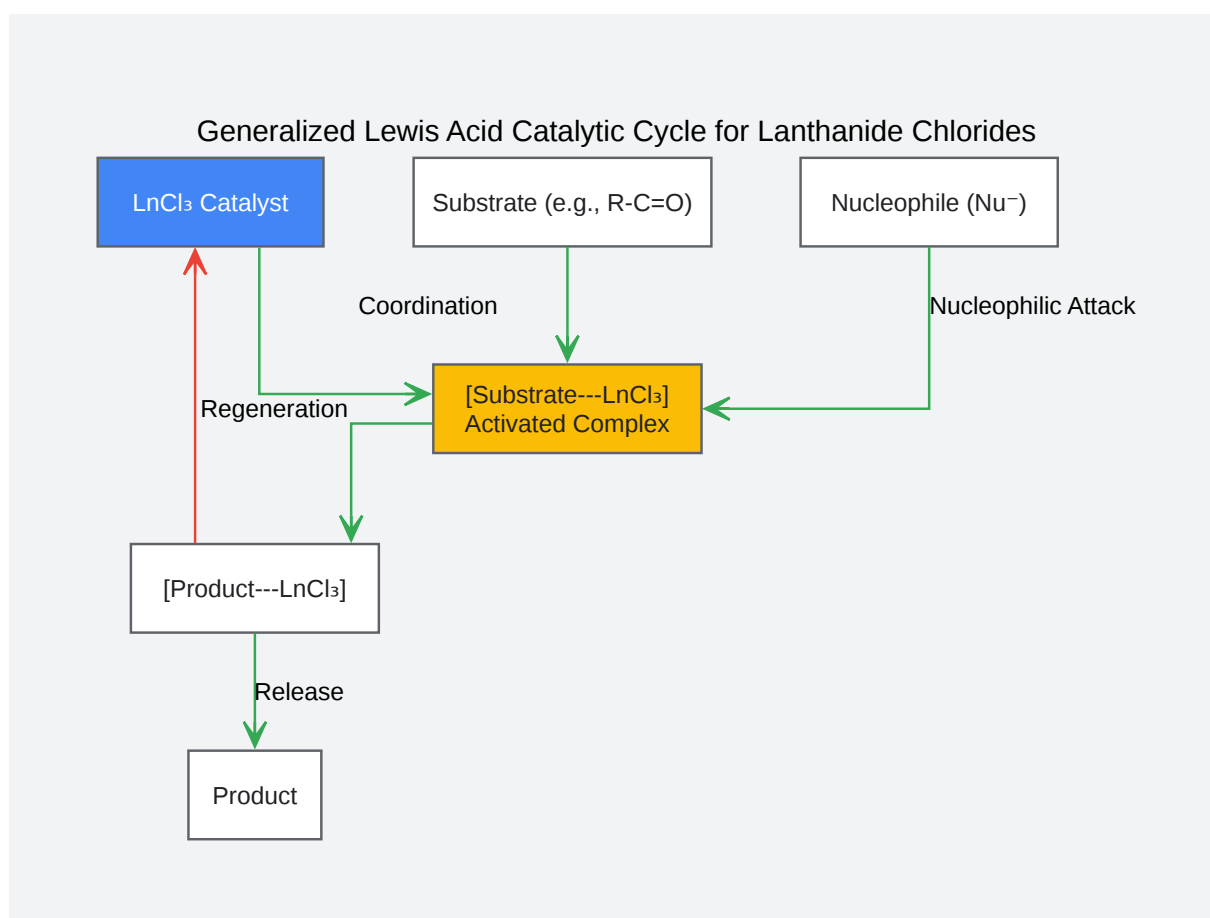 Generalized Lewis Acid Catalytic Cycle for Lanthanide Chlorides
LnCl₃ Catalyst
Substrate (e.g., R-C=O)
Nucleophile (Nu⁻)
Coordination
Nucleophilic Attack
[Substrate---LnCl₃]
Activated Complex
Regeneration
[Product---LnCl₃]
Release
Product